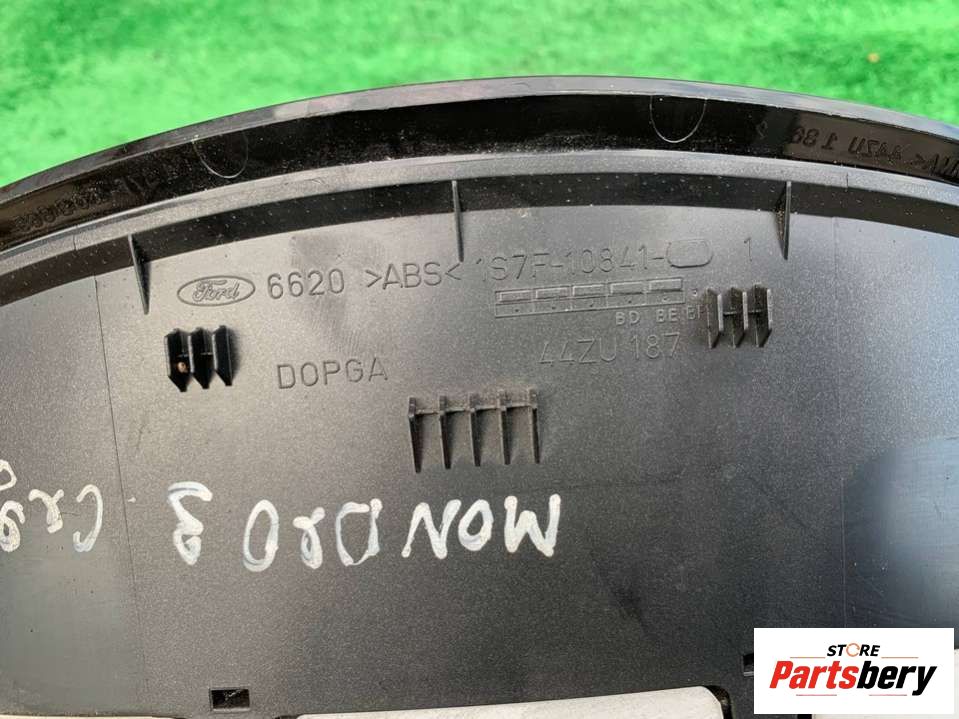 Ford 6620 >ABS< 1S7F-10841- 1
BD BE BF
44ZU 187
DOPGA
MONDEO 3
STORE
Partsbery